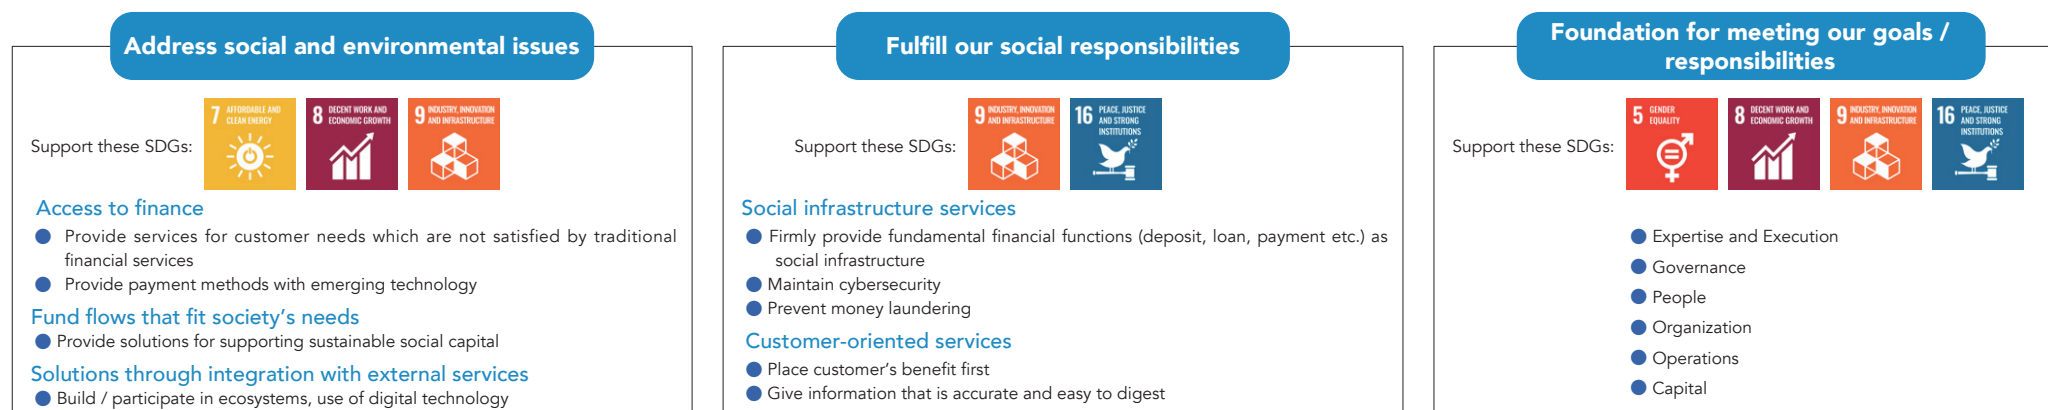 Address social and environmental issues
Support these SDGs:
7 AFFORDABLE AND
CLEAN ENERGY
8 DECENT WORK AND
ECONOMIC GROWTH
9 INDUSTRY, INNOVATION
AND INFRASTRUCTURE
Access to finance
● Provide services for customer needs which are not satisfied by traditional
financial services
● Provide payment methods with emerging technology
Fund flows that fit society’s needs
● Provide solutions for supporting sustainable social capital
Solutions through integration with external services
● Build / participate in ecosystems, use of digital technology
Fulfill our social responsibilities
Support these SDGs:
9 INDUSTRY, INNOVATION
AND INFRASTRUCTURE
16 PEACE, JUSTICE
AND STRONG
INSTITUTIONS
Social infrastructure services
● Firmly provide fundamental financial functions (deposit, loan, payment etc.) as
social infrastructure
● Maintain cybersecurity
● Prevent money laundering
Customer-oriented services
● Place customer’s benefit first
● Give information that is accurate and easy to digest
Foundation for meeting our goals /
responsibilities
Support these SDGs:
5 GENDER
EQUALITY
8 DECENT WORK AND
ECONOMIC GROWTH
9 INDUSTRY, INNOVATION
AND INFRASTRUCTURE
16 PEACE, JUSTICE
AND STRONG
INSTITUTIONS
● Expertise and Execution
● Governance
● People
● Organization
● Operations
● Capital